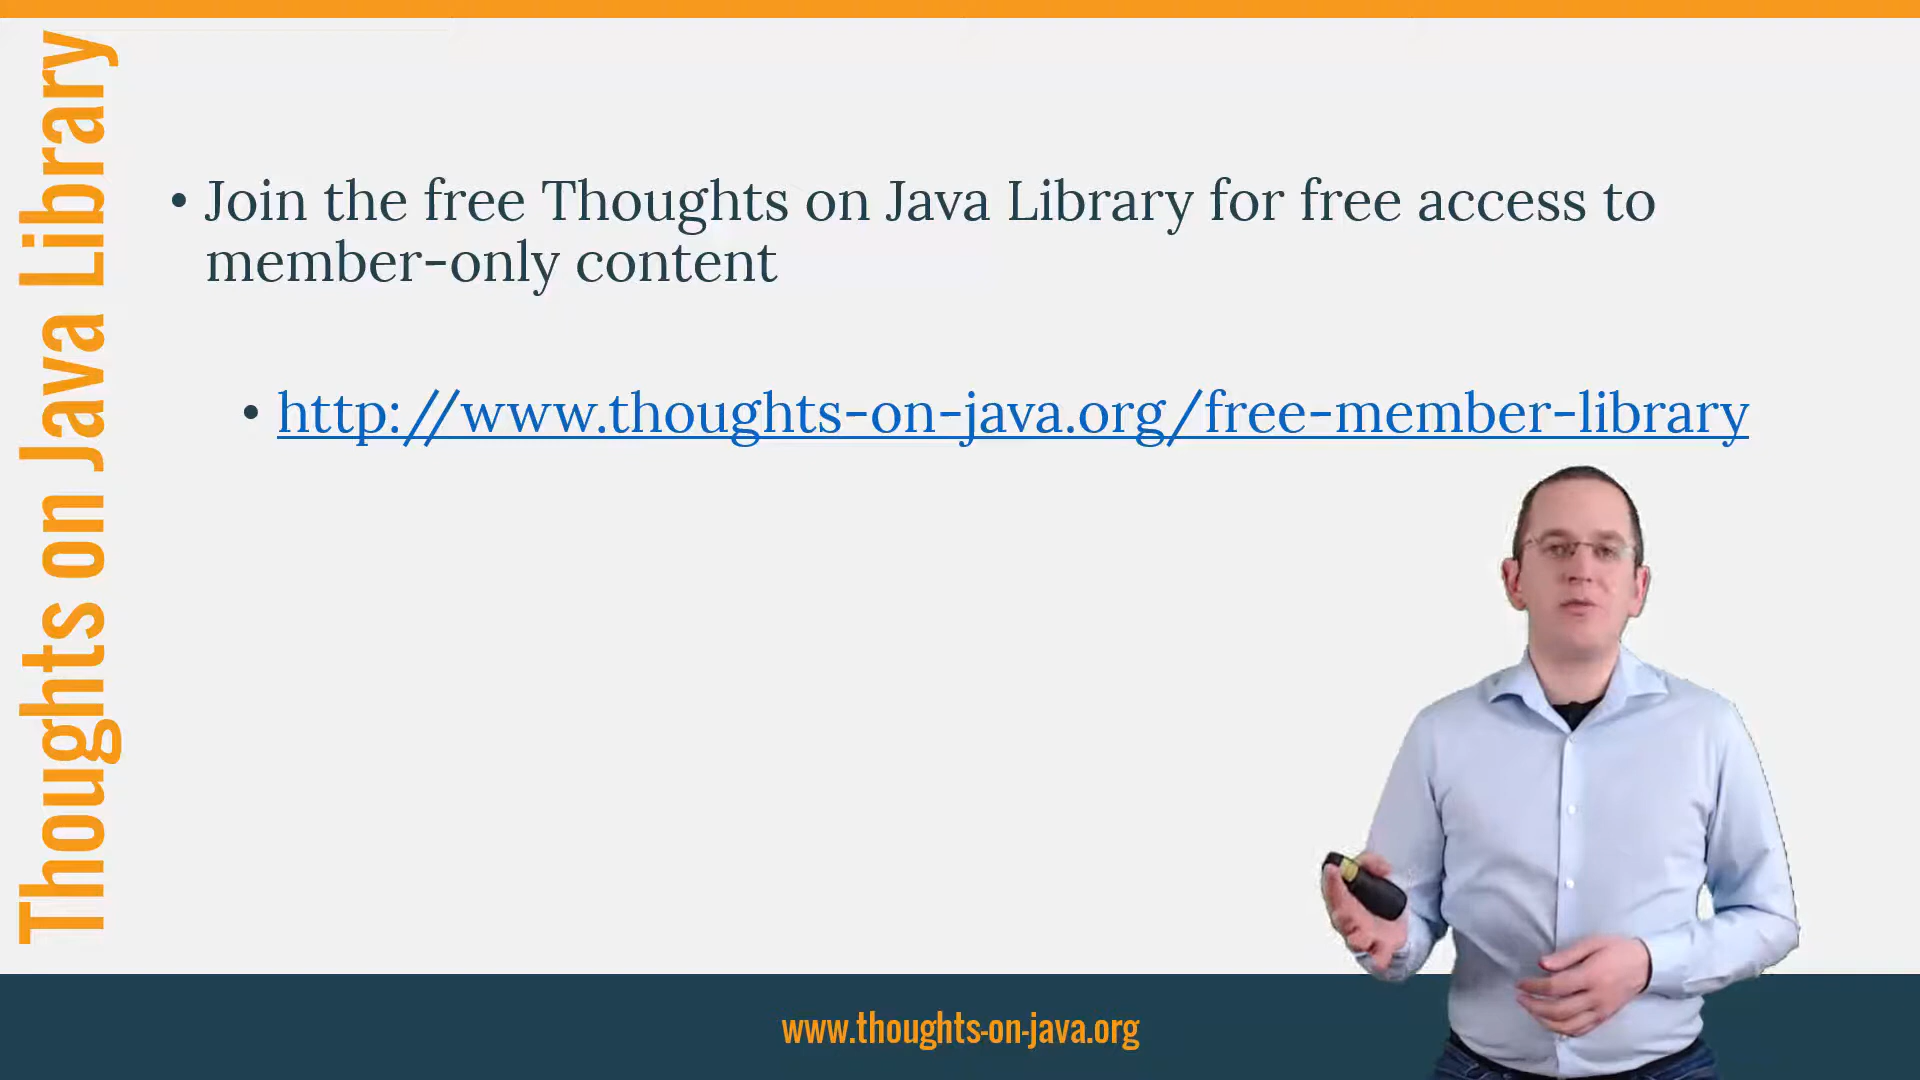 Thoughts on Java Library
• Join the free Thoughts on Java Library for free access to
member-only content
• http://www.thoughts-on-java.org/free-member-library
www.thoughts-on-java.org